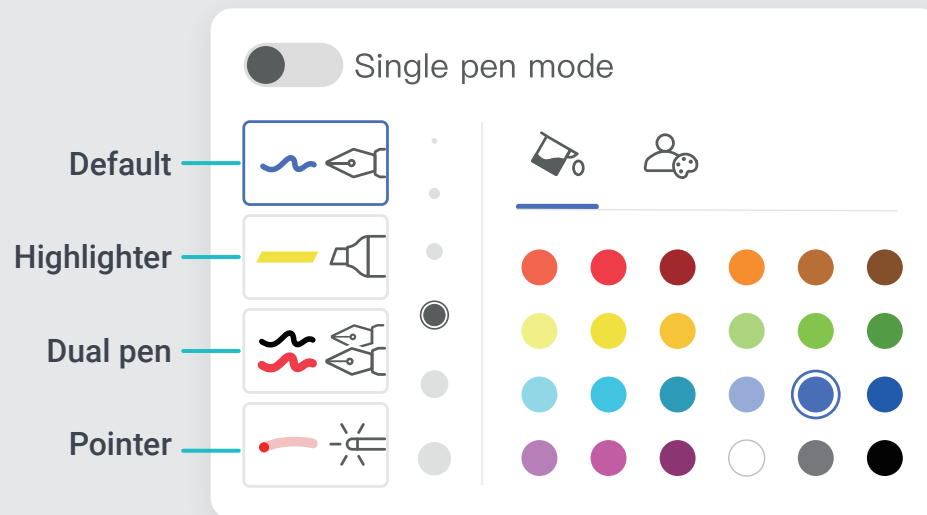 Single pen mode
Default
Highlighter
Dual pen
Pointer